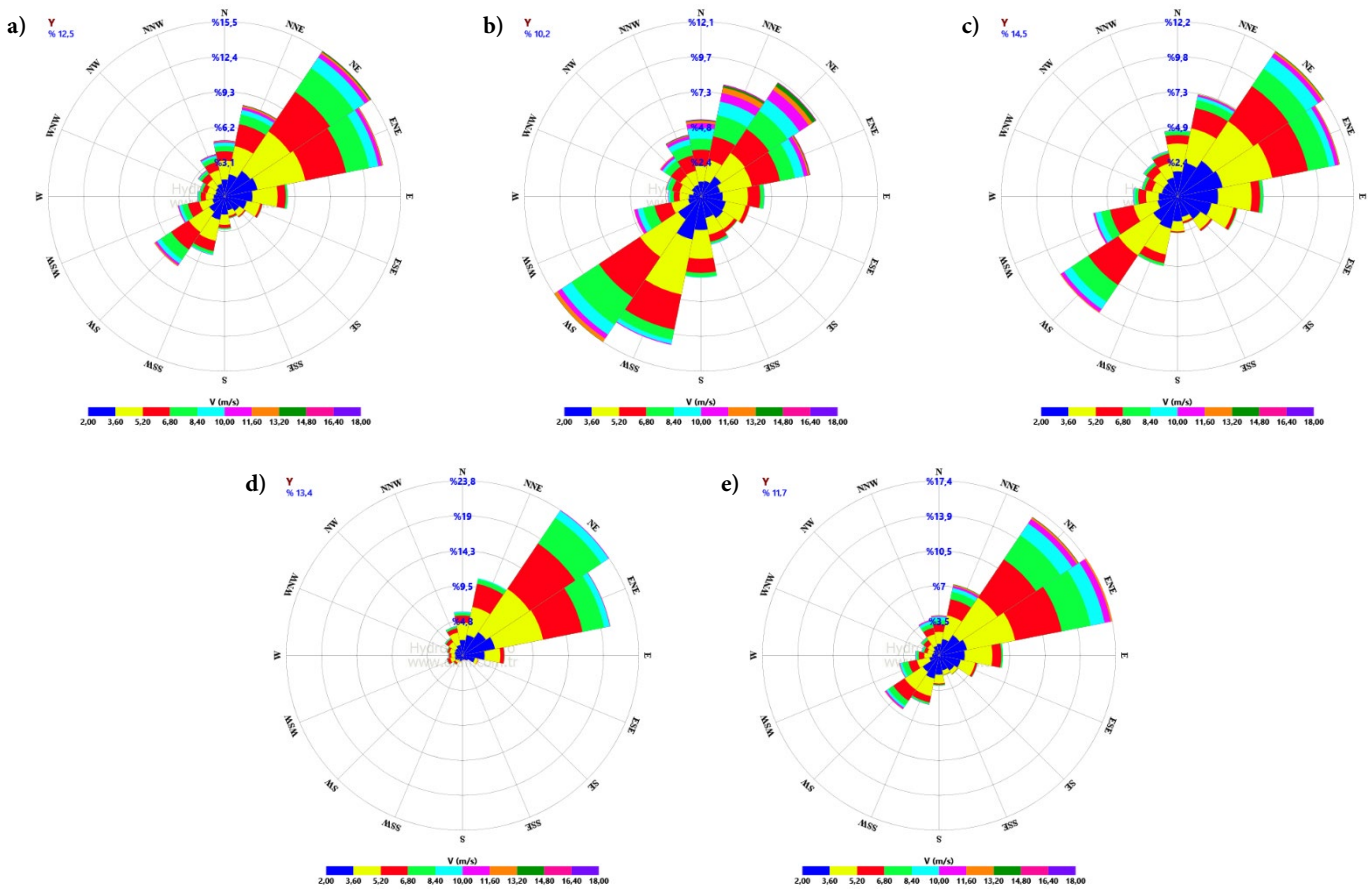 a)
Y
% 12,5
N
NNE
NE
ENE
E
ESE
SE
SSE
S
SSW
SW
WSW
W
WNW
NW
NNW
%15,5
%12,4
%9,3
%6,2
%3,1
V (m/s)
2,00 3,60 5,20 6,80 8,40 10,00 11,60 13,20 14,80 16,40 18,00
b)
Y
% 10,2
N
NNE
NE
ENE
E
ESE
SE
SSE
S
SSW
SW
WSW
W
WNW
NW
NNW
%12,1
%9,7
%7,3
%4,8
%2,4
V (m/s)
2,00 3,60 5,20 6,80 8,40 10,00 11,60 13,20 14,80 16,40 18,00
c)
Y
% 14,5
N
NNE
NE
ENE
E
ESE
SE
SSE
S
SSW
SW
WSW
W
WNW
NW
NNW
%12,2
%9,8
%7,3
%4,9
%2,4
V (m/s)
2,00 3,60 5,20 6,80 8,40 10,00 11,60 13,20 14,80 16,40 18,00
d)
Y
% 13,4
N
NNE
NE
ENE
E
ESE
SE
SSE
S
SSW
SW
WSW
W
WNW
NW
NNW
%23,8
%19
%14,3
%9,5
%4,8
V (m/s)
2,00 3,60 5,20 6,80 8,40 10,00 11,60 13,20 14,80 16,40 18,00
e)
Y
% 11,7
N
NNE
NE
ENE
E
ESE
SE
SSE
S
SSW
SW
WSW
W
WNW
NW
NNW
%17,4
%13,9
%10,5
%7
%3,5
V (m/s)
2,00 3,60 5,20 6,80 8,40 10,00 11,60 13,20 14,80 16,40 18,00